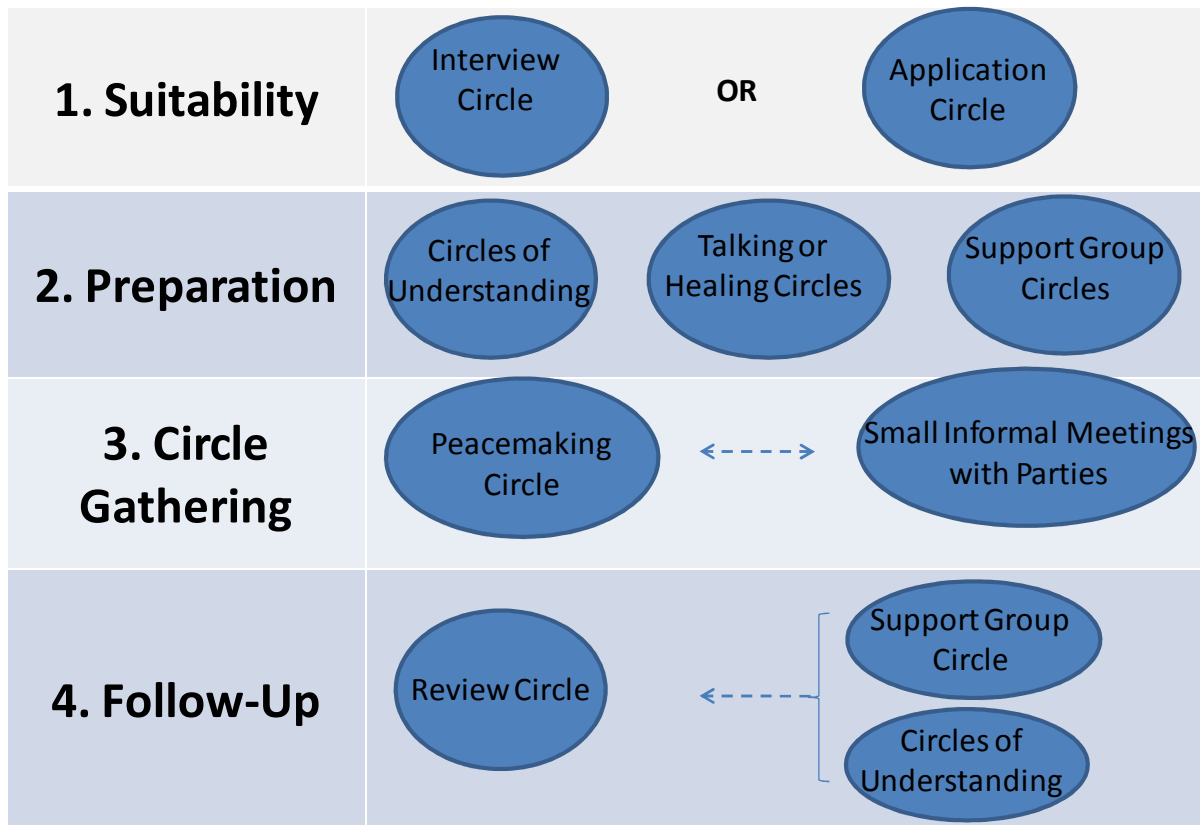 1. Suitability
Interview
Circle
OR
Application
Circle
2. Preparation
Circles of
Understanding
Talking or
Healing Circles
Support Group
Circles
3. Circle
Gathering
Peacemaking
Circle
Small Informal Meetings
with Parties
4. Follow-Up
Review Circle
Support Group
Circle
Circles of
Understanding